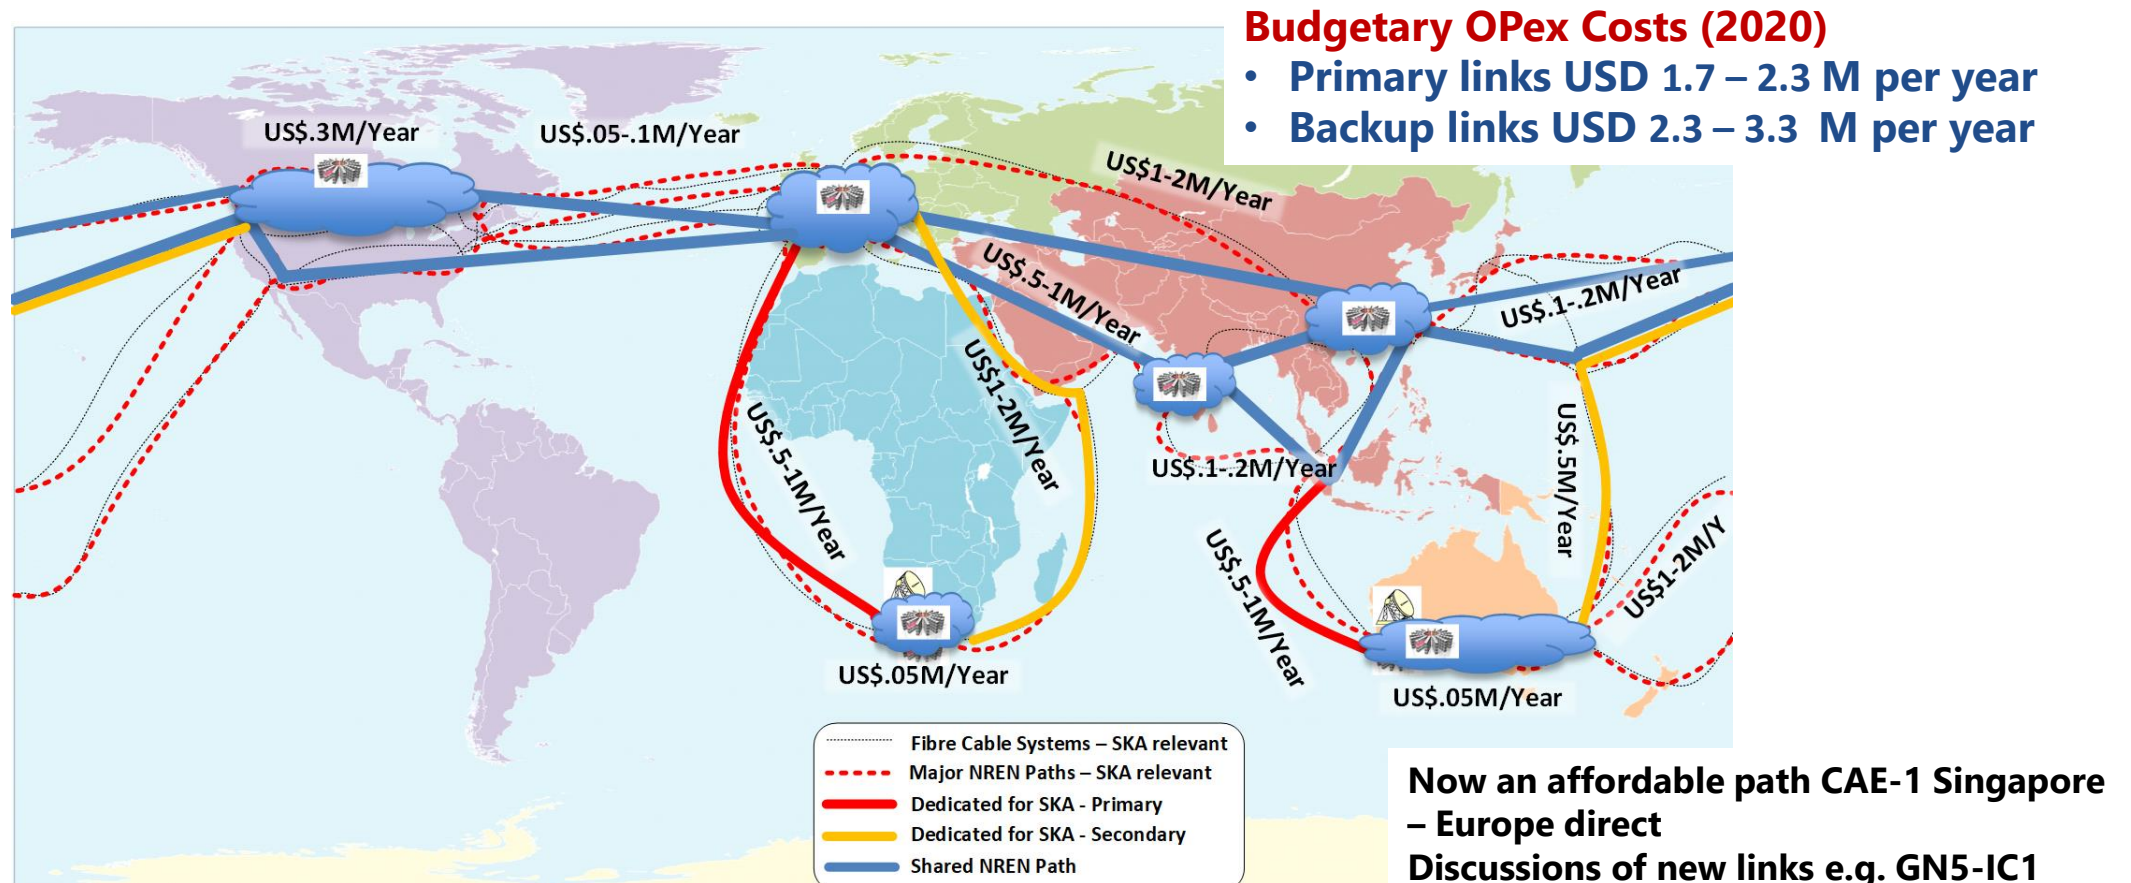 Budgetary OPex Costs (2020)
• Primary links USD 1.7 – 2.3 M per year
• Backup links USD 2.3 – 3.3 M per year
US$.3M/Year
US$.05-.1M/Year
US$1-2M/Year
US$.5-1M/Year
US$.1-.2M/Year
US$1-2M/Year
US$.5-1M/Year
US$.1-.2M/Year
US$.5M/Year
US$.5-1M/Year
US$1-2M/Y
US$.05M/Year
US$.05M/Year
Fibre Cable Systems – SKA relevant
Major NREN Paths – SKA relevant
Dedicated for SKA - Primary
Dedicated for SKA - Secondary
Shared NREN Path
Now an affordable path CAE-1 Singapore
– Europe direct
Discussions of new links e.g. GN5-IC1